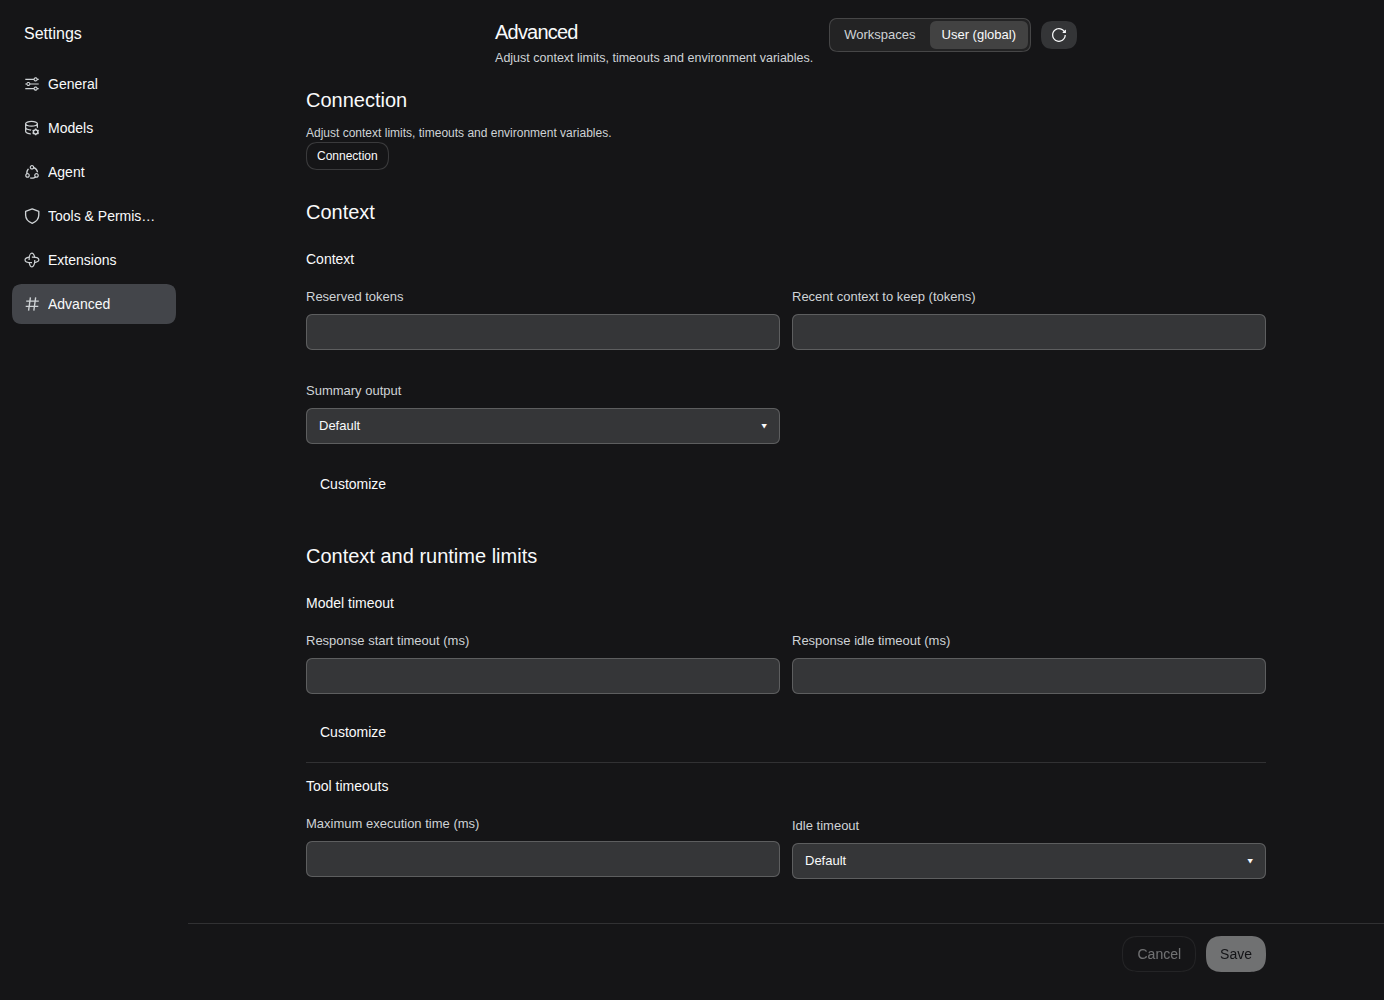 Settings
General
Models
Agent
Tools & Permis…
Extensions
Advanced
Advanced
Adjust context limits, timeouts and environment variables.
Workspaces
User (global)
Connection
Adjust context limits, timeouts and environment variables.
Connection
Context
Context
Reserved tokens
Recent context to keep (tokens)
Summary output
Default
Customize
Context and runtime limits
Model timeout
Response start timeout (ms)
Response idle timeout (ms)
Customize
Tool timeouts
Maximum execution time (ms)
Idle timeout
Default
Cancel
Save